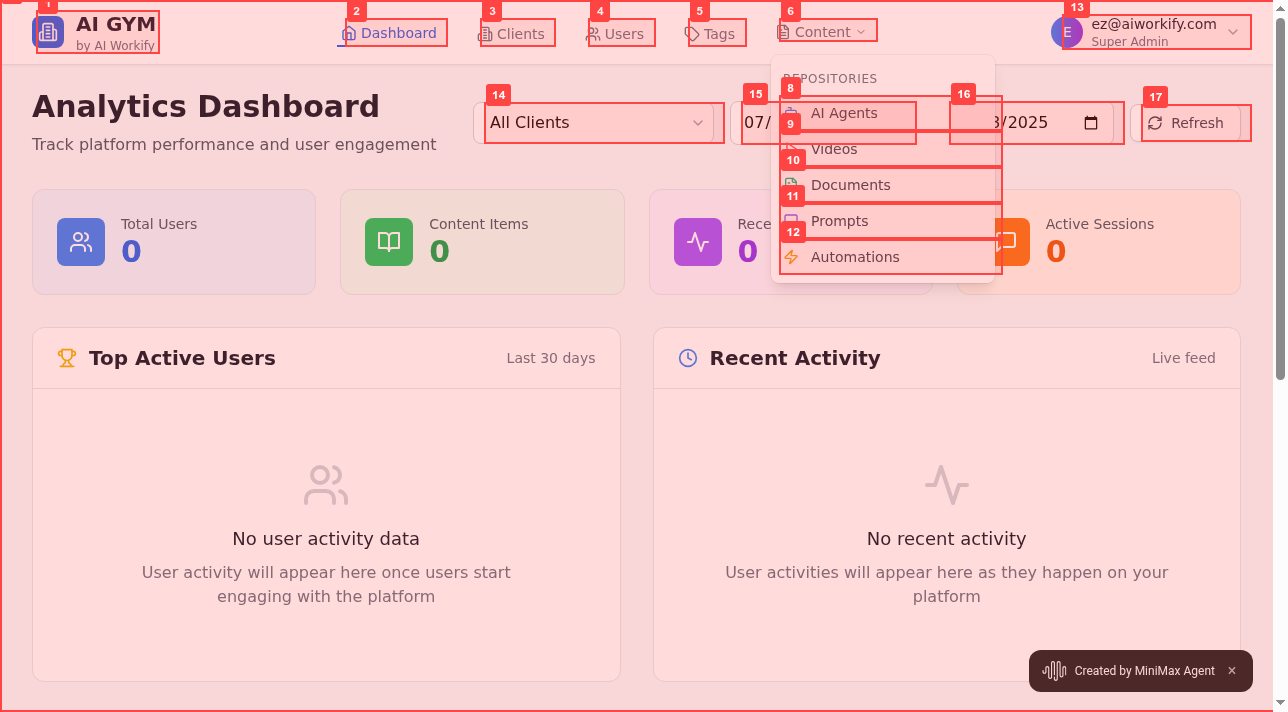 1
AI GYM
by AI Workify
2
Dashboard
3
Clients
4
Users
5
Tags
6
Content
13
E
ez@aiworkify.com
Super Admin
REPOSITORIES
8
AI Agents
9
Videos
10
Documents
11
Prompts
12
Automations
Analytics Dashboard
Track platform performance and user engagement
14
All Clients
15
07/
16
3/2025
17
Refresh
Total Users
0
Content Items
0
Rece
0
Active Sessions
0
Top Active Users
Last 30 days
No user activity data
User activity will appear here once users start
engaging with the platform
Recent Activity
Live feed
No recent activity
User activities will appear here as they happen on your
platform
Created by MiniMax Agent ×